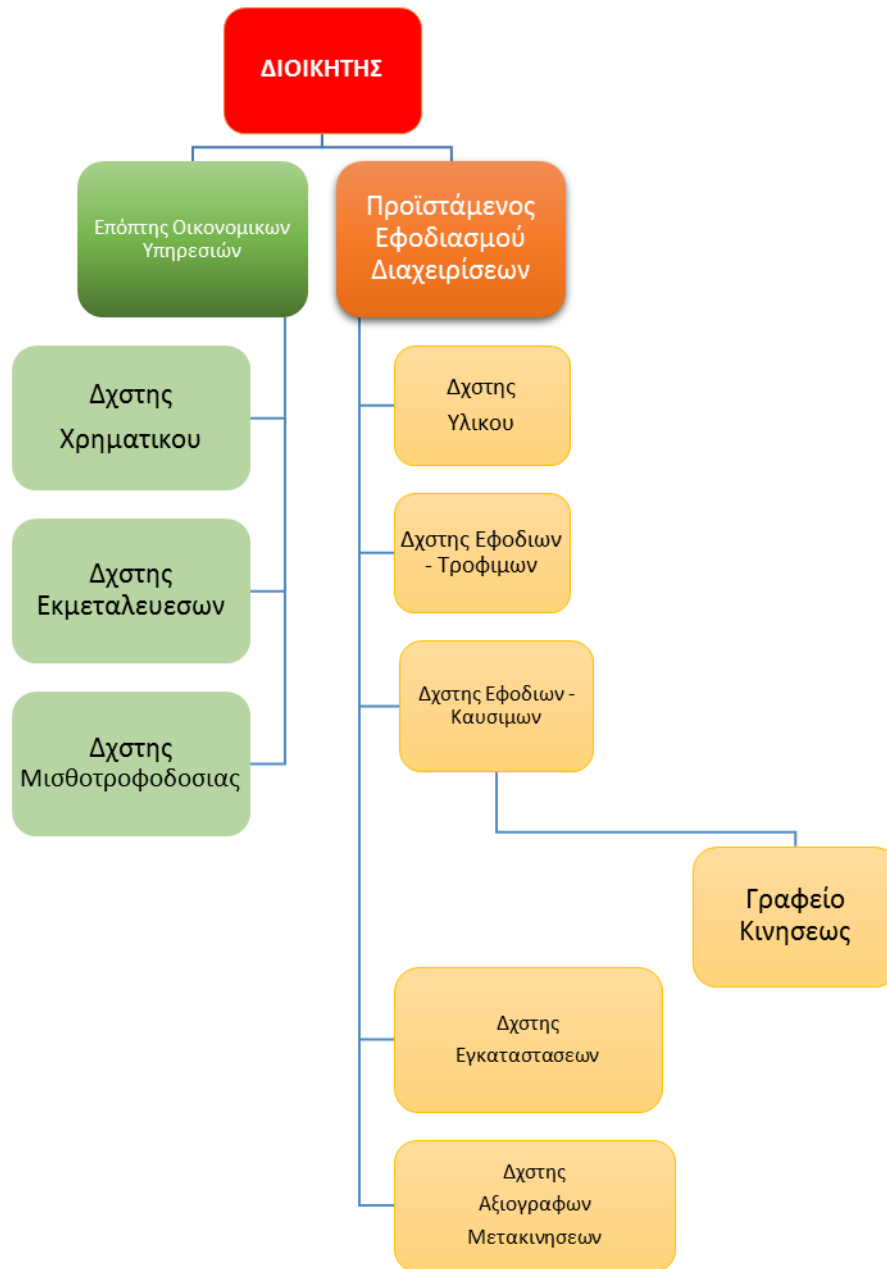 ΔΙΟΙΚΗΤΗΣ
Επόπτης Οικονομικων
Υπηρεσιών
Προϊστάμενος
Εφοδιασμού
Διαχειρίσεων
Δχστης
Χρηματικου
Δχστης
Εκμεταλευεσων
Δχστης
Μισθοτροφοδοσιας
Δχστης
Υλικου
Δχστης Εφοδιων
- Τροφιμων
Δχστης Εφοδιων -
Καυσιμων
Γραφείο
Κινησεως
Δχστης
Εγκαταστασεων
Δχστης
Αξιογραφων
Μετακινησεων